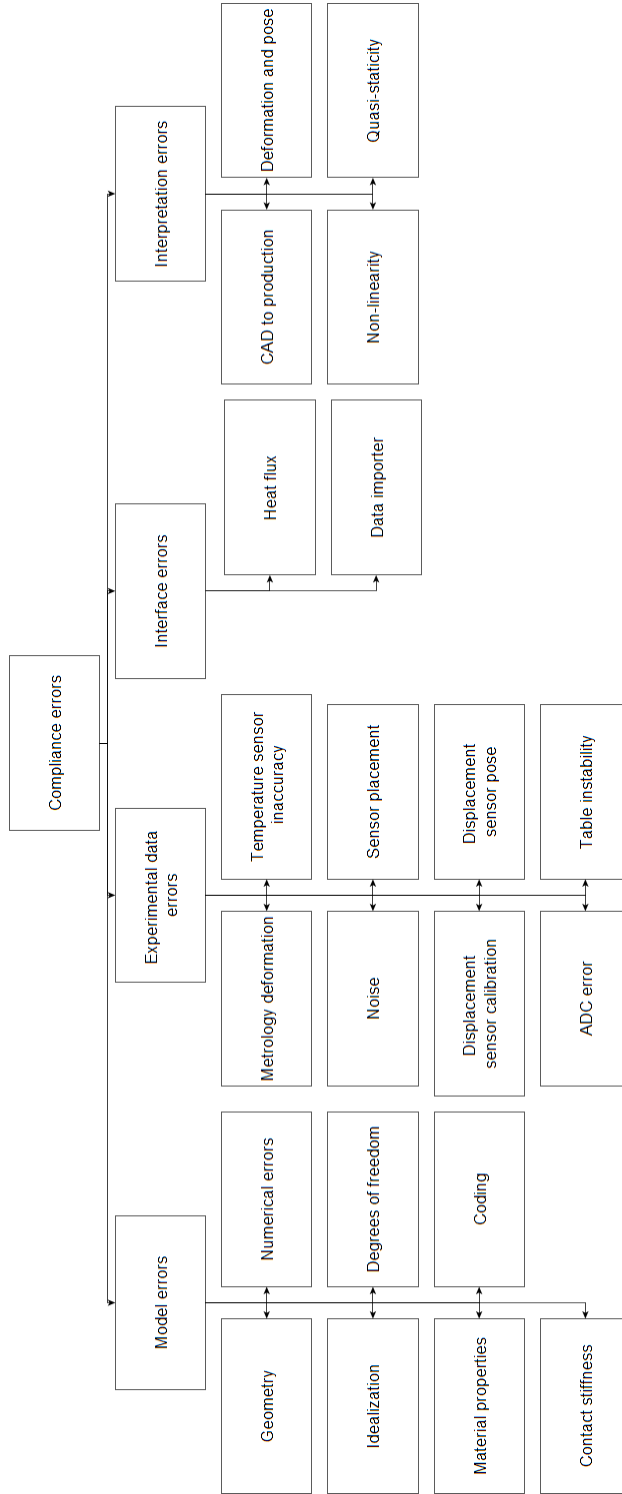 Compliance errors
Model errors
Experimental data
errors
Interface errors
Interpretation errors
Geometry
Numerical errors
Idealization
Degrees of freedom
Material properties
Coding
Contact stiffness
Metrology deformation
Temperature sensor
inaccuracy
Noise
Sensor placement
Displacement
sensor calibration
Displacement
sensor pose
ADC error
Table instability
Heat flux
Data importer
CAD to production
Deformation and pose
Non-linearity
Quasi-staticity